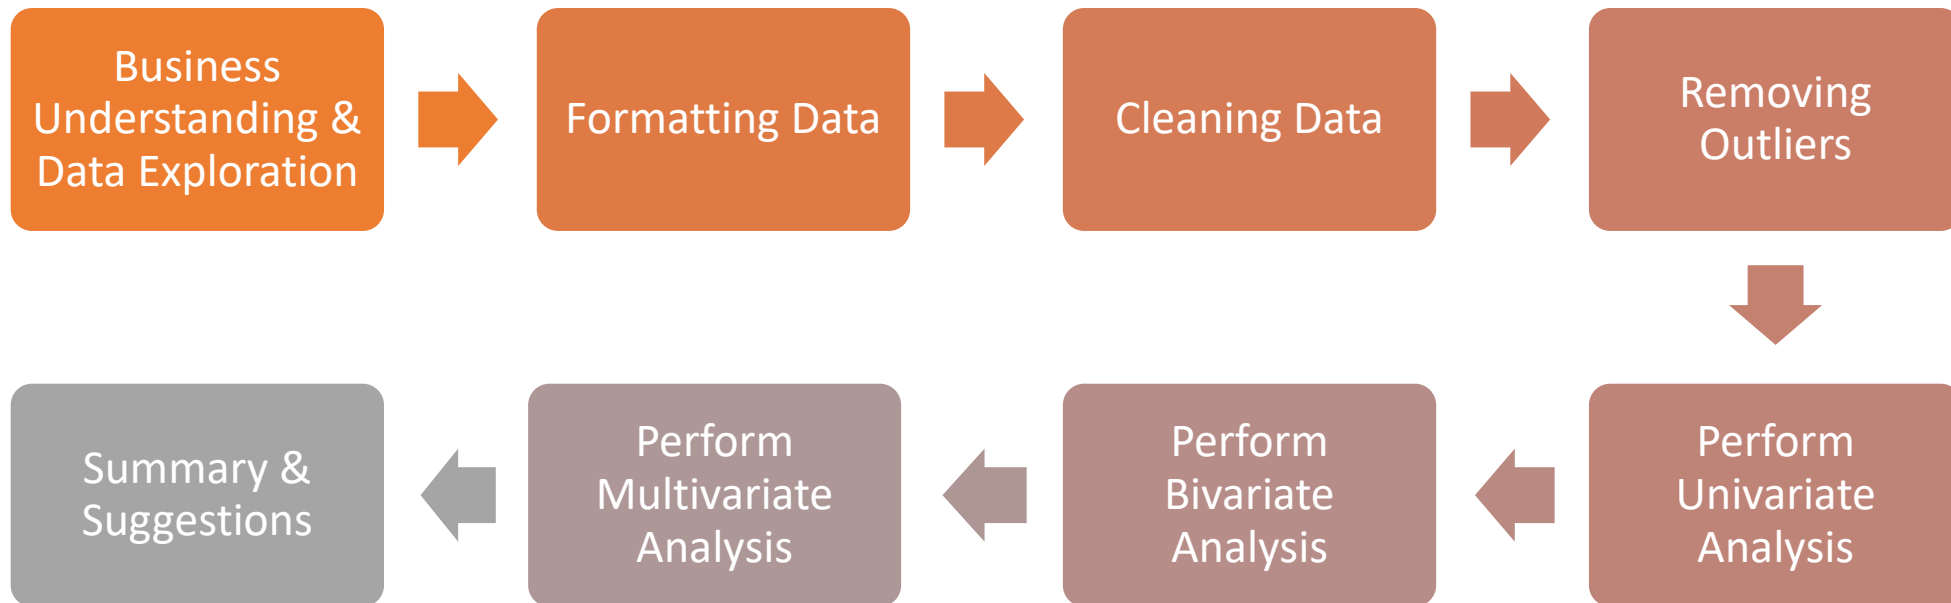 Business
Understanding &
Data Exploration
Formatting Data
Cleaning Data
Removing
Outliers
Perform
Univariate
Analysis
Perform
Bivariate
Analysis
Perform
Multivariate
Analysis
Summary &
Suggestions